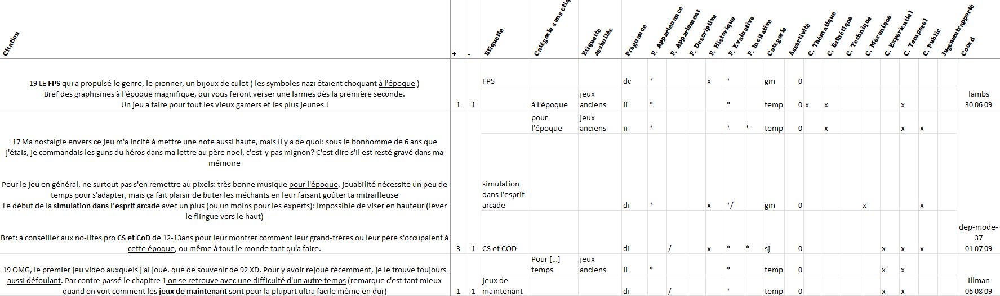 Citation + - Etiquette Catégorie sans étiq Etiquette assimilée Prégnance F. Appartenance F. Appariement F. Descriptive F. Historique F. Evaluative F. Incitative Catégorie Assertivité C. Thématique C. Esthétique C. Technique C. Mécanique C. Expérientiel C. Temporel C. Public Jugementrapporté Coord
19 LE FPS qui a propulsé le genre, le pionner, un bijoux de culot ( les symboles nazi étaient choquant à l'époque )
Bref des graphismes à l'époque magnifique, qui vous feront verser une larmes dès la première seconde.
Un jeu a faire pour tout les vieux gamers et les plus jeunes !
1 1
FPS dc * x * gm 0
à l'époque jeux anciens ii * * temp 0 x x x
lambs
30 06 09
17 Ma nostalgie envers ce jeu m'a incité à mettre une note aussi haute, mais il y a de quoi: sous le bonhomme de 6 ans que
j'étais, je commandais les guns du héros dans ma lettre au père noel, c'est-y pas mignon? C'est dire s'il est resté gravé dans ma
mémoire
Pour le jeu en général, ne surtout pas s'en remettre au pixels: très bonne musique pour l'époque, jouabilité nécessite un peu de
temps pour s'adapter, mais ça fait plaisir de buter les méchants en leur faisant goûter ta mitrailleuse
Le début de la simulation dans l'esprit arcade avec un plus (ou un moins pour les experts): impossible de viser en hauteur (lever
le flingue vers le haut)
Bref: à conseiller aux no-lifes pro CS et CoD de 12-13ans pour leur montrer comment leur grand-frères ou leur père s'occupaient à
cette époque, ou même à tout le monde tant qu'a faire.
3 1
pour
l'époque jeux anciens ii * * * temp 0 x x x
simulation
dans l'esprit
arcade di * x */ gm 0 x x
CS et COD di / x * * sj 0 x x x
dep-mode-
37
01 07 09
19 OMG, le premier jeu video auxquels j'ai joué. que de souvenir de 92 XD. Pour y avoir rejoué récemment, je le trouve toujours
aussi défoulant. Par contre passé le chapitre 1 on se retrouve avec une difficulté d'un autre temps (remarque c'est tant mieux
quand on voit comment les jeux de maintenant sont pour la plupart ultra facile même en dur)
1 1
Pour [...]
temps jeux anciens ii * * temp 0 x x
jeux de
maintenant di / * temp 0 x x
illman
06 08 09